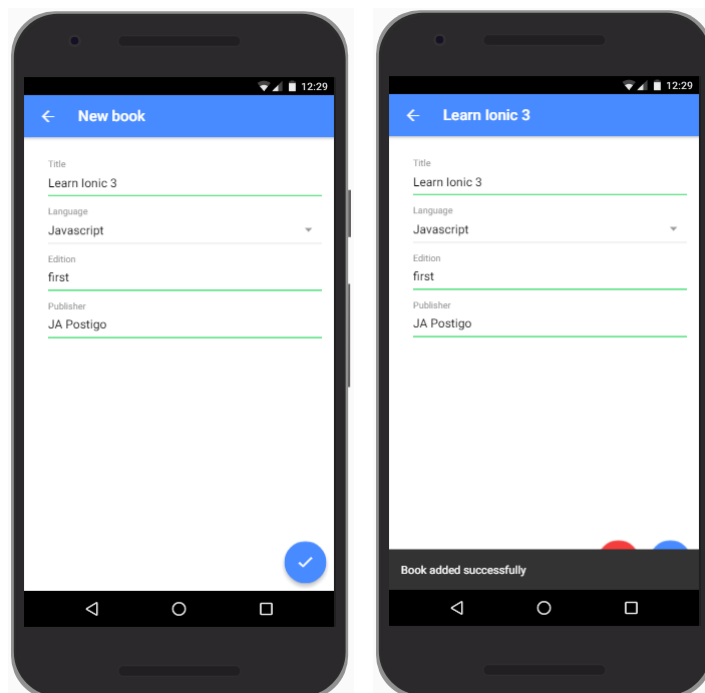 12:29
New book
Title
Learn Ionic 3
Language
Javascript
Edition
first
Publisher
JA Postigo
12:29
Learn Ionic 3
Title
Learn Ionic 3
Language
Javascript
Edition
first
Publisher
JA Postigo
Book added successfully